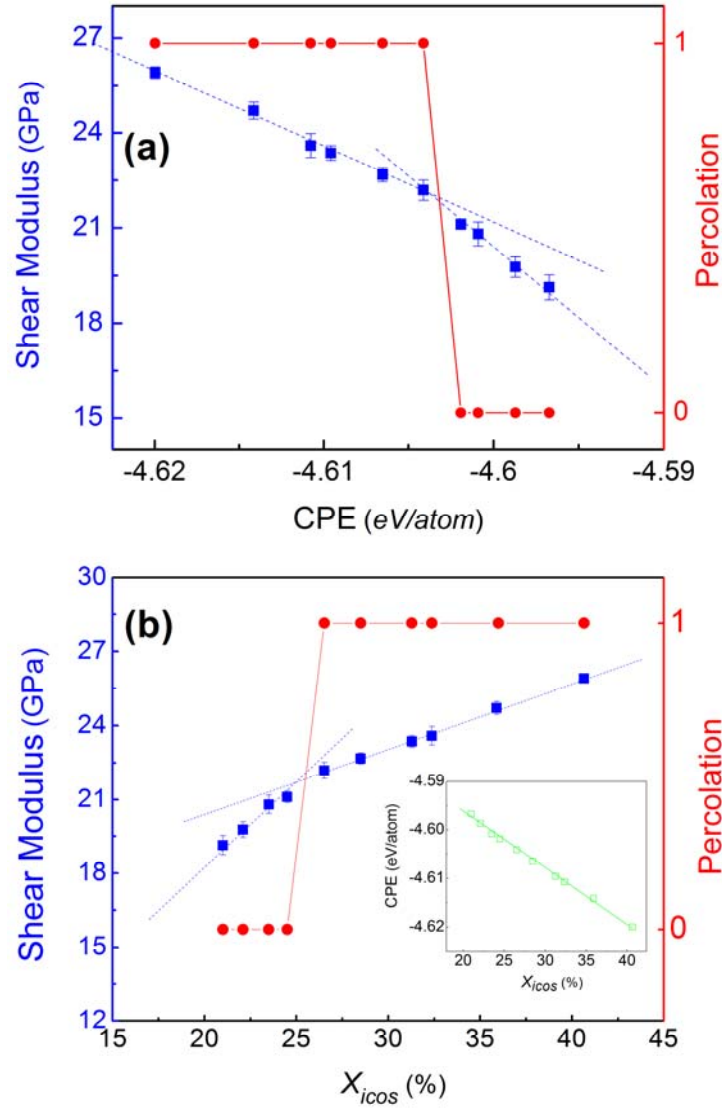 (a)
Shear Modulus (GPa)
27
24
21
18
15
1
0
Percolation
-4.62
-4.61
-4.6
-4.59
CPE (eV/atom)
(b)
Shear Modulus (GPa)
30
27
24
21
18
15
12
1
0
Percolation
CPE (eV/atom)
-4.59
-4.60
-4.61
-4.62
20 25 30 35 40
Xicos (%)
15 20 25 30 35 40 45
Xicos (%)